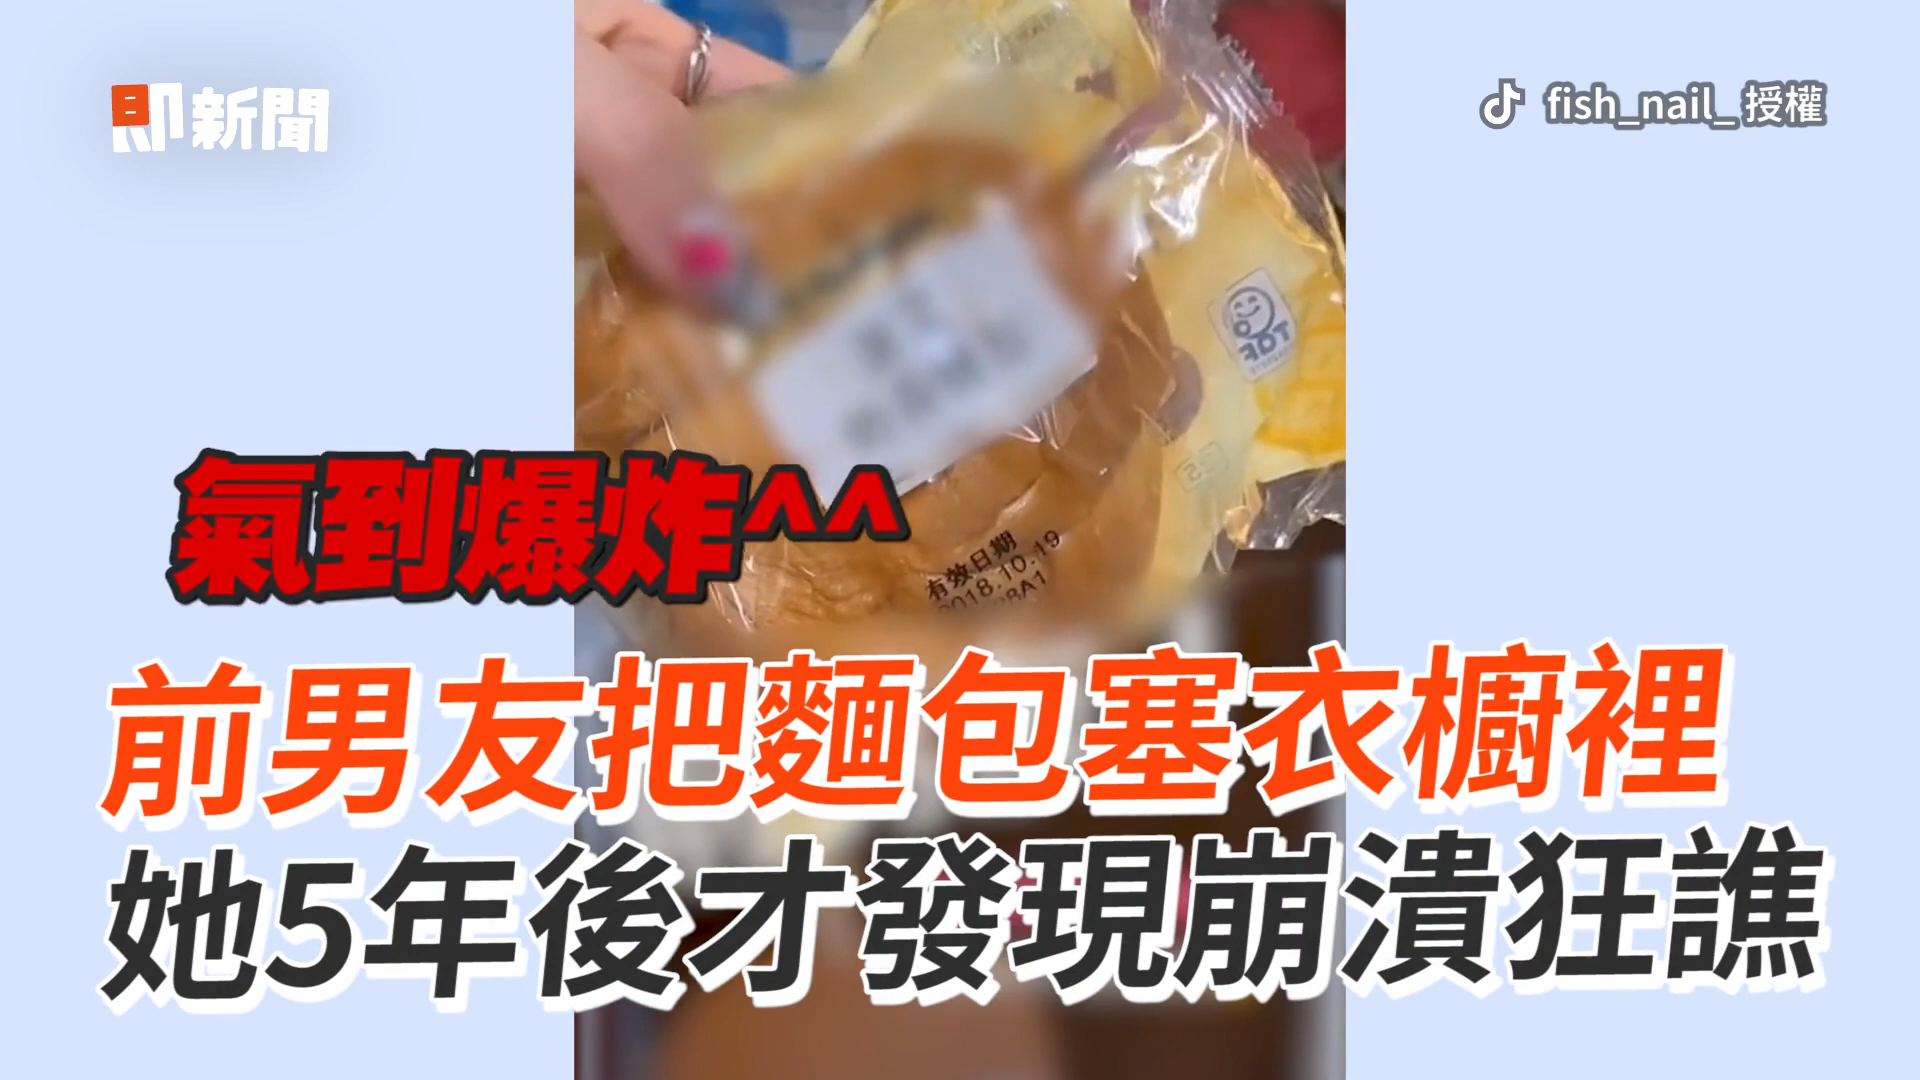 即新聞
fish_nail_授權
TQF
氣到爆炸^^
有效日期
2018.10.19
前男友把麵包塞衣櫥裡
她5年後才發現崩潰狂譙